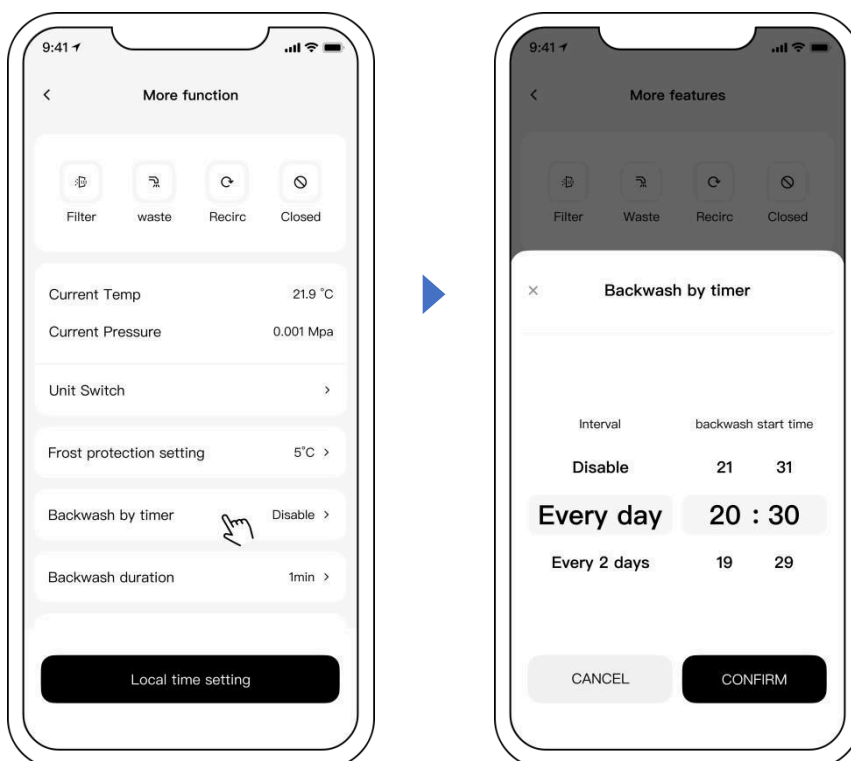 9:41
More function
Filter waste Recirc Closed
Current Temp 21.9 °C
Current Pressure 0.001 Mpa
Unit Switch
Frost protection setting 5°C
Backwash by timer Disable
Backwash duration 1min
Local time setting
9:41
More features
Filter Waste Recirc Closed
Backwash by timer
Interval backwash start time
Disable 21 31
Every day 20 : 30
Every 2 days 19 29
CANCEL CONFIRM